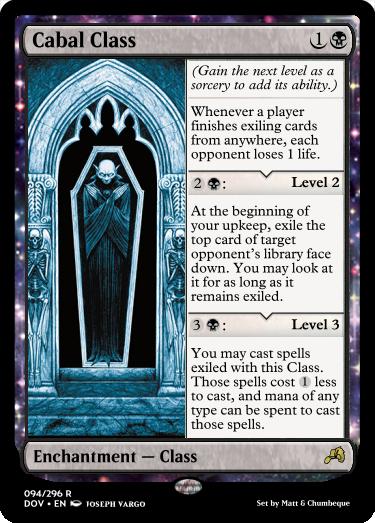 Cabal Class 1
(Gain the next level as a
sorcery to add its ability.)
Whenever a player
finishes exiling cards
from anywhere, each
opponent loses 1 life.
2 : Level 2
At the beginning of
your upkeep, exile the
top card of target
opponent's library face
down. You may look at
it for as long as it
remains exiled.
3 : Level 3
You may cast spells
exiled with this Class.
Those spells cost 1 less
to cast, and mana of any
type can be spent to cast
those spells.
Enchantment — Class
094/296 R
DOV • EN JOSEPH VARGO
Set by Matt & Chumbeque